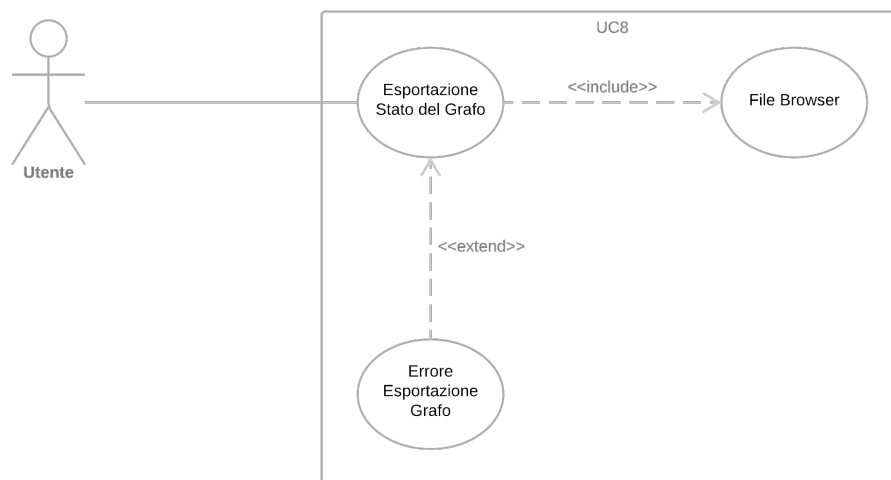 UC8
Esportazione
Stato del Grafo
<<include>>
File Browser
Utente
<<extend>>
Errore
Esportazione
Grafo